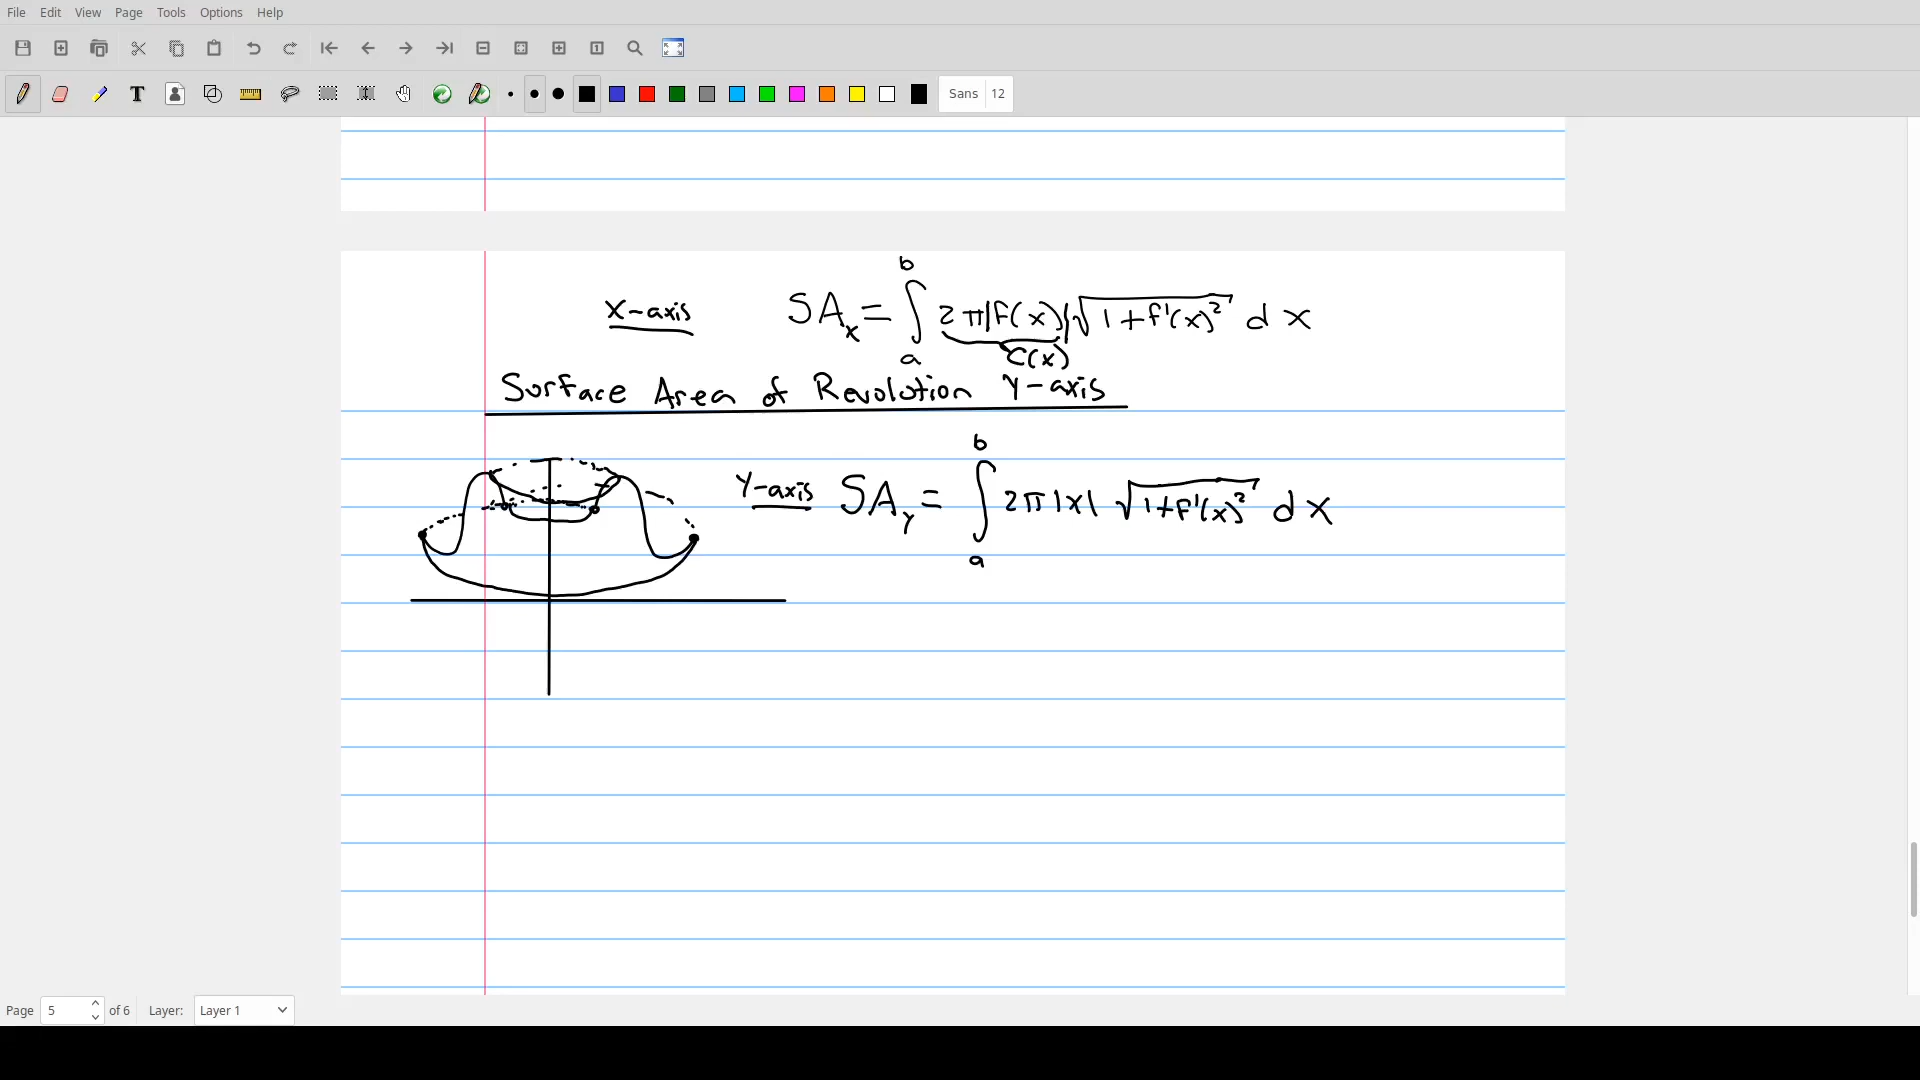 File Edit View Page Tools Options Help
T Sans 12
b
x-axis SAₓ = ∫ 2π|f(x)|√(1+f'(x)²) dx
a C(x)
Surface Area of Revolution Y-axis
b
Y-axis SA_Y = ∫ 2π|x| √(1+f'(x)²) dx
a
Page 5 of 6 Layer: Layer 1